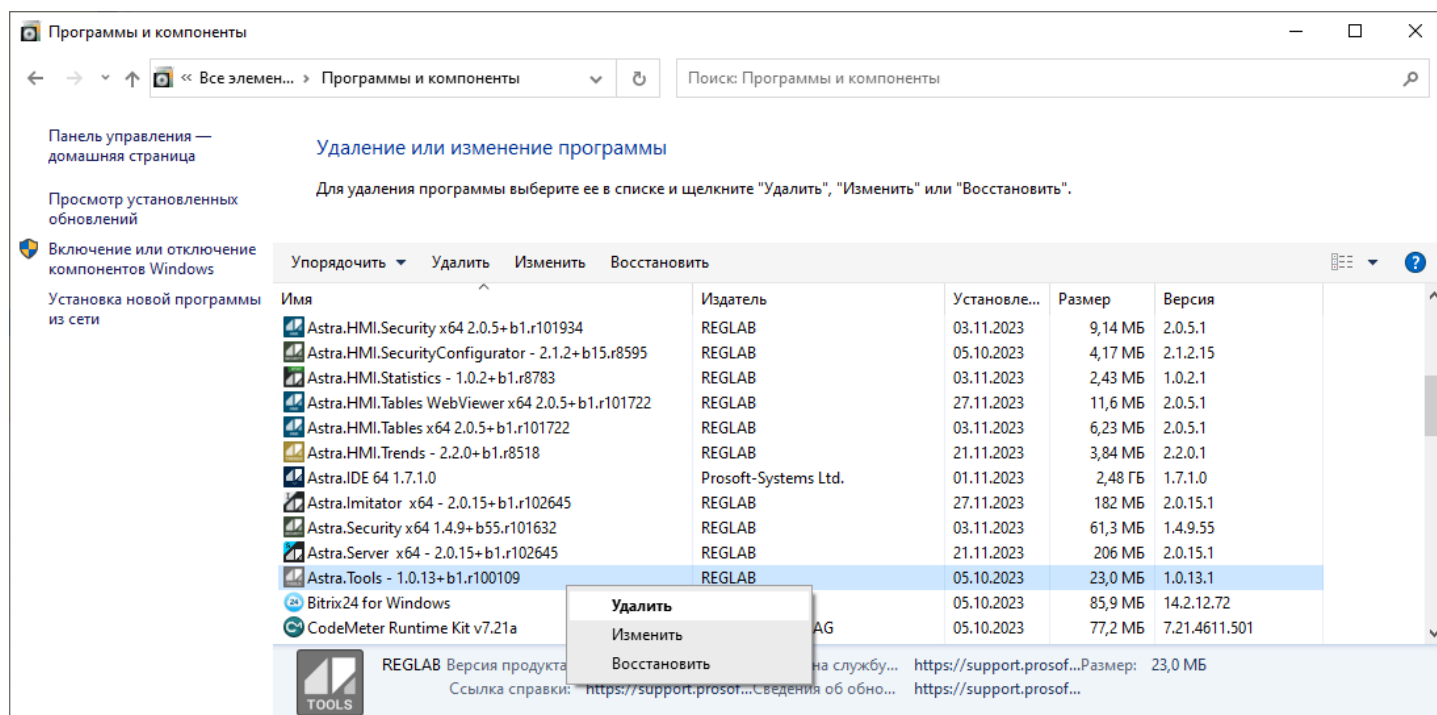 Программы и компоненты
« Все элемен... › Программы и компоненты
Поиск: Программы и компоненты
Панель управления —
домашняя страница
Просмотр установленных
обновлений
Включение или отключение
компонентов Windows
Установка новой программы
из сети
Удаление или изменение программы
Для удаления программы выберите ее в списке и щелкните "Удалить", "Изменить" или "Восстановить".
Упорядочить Удалить Изменить Восстановить ?
Имя Издатель Установле... Размер Версия
Astra.HMI.Security x64 2.0.5+b1.r101934 REGLAB 03.11.2023 9,14 МБ 2.0.5.1
Astra.HMI.SecurityConfigurator - 2.1.2+b15.r8595 REGLAB 05.10.2023 4,17 МБ 2.1.2.15
Astra.HMI.Statistics - 1.0.2+b1.r8783 REGLAB 03.11.2023 2,43 МБ 1.0.2.1
Astra.HMI.Tables WebViewer x64 2.0.5+b1.r101722 REGLAB 27.11.2023 11,6 МБ 2.0.5.1
Astra.HMI.Tables x64 2.0.5+b1.r101722 REGLAB 03.11.2023 6,23 МБ 2.0.5.1
Astra.HMI.Trends - 2.2.0+b1.r8518 REGLAB 21.11.2023 3,84 МБ 2.2.0.1
Astra.IDE 64 1.7.1.0 Prosoft-Systems Ltd. 01.11.2023 2,48 ГБ 1.7.1.0
Astra.Imitator x64 - 2.0.15+b1.r102645 REGLAB 27.11.2023 182 МБ 2.0.15.1
Astra.Security x64 1.4.9+b55.r101632 REGLAB 03.11.2023 61,3 МБ 1.4.9.55
Astra.Server x64 - 2.0.15+b1.r102645 REGLAB 21.11.2023 206 МБ 2.0.15.1
Astra.Tools - 1.0.13+b1.r100109 REGLAB 05.10.2023 23,0 МБ 1.0.13.1
24 Bitrix24 for Windows 05.10.2023 85,9 МБ 14.2.12.72
CodeMeter Runtime Kit v7.21a AG 05.10.2023 77,2 МБ 7.21.4611.501
Удалить
Изменить
Восстановить
REGLAB Версия продукта на службу... https://support.prosof... Размер: 23,0 МБ
Ссылка справки: https://support.prosof... Сведения об обно... https://support.prosof...
TOOLS